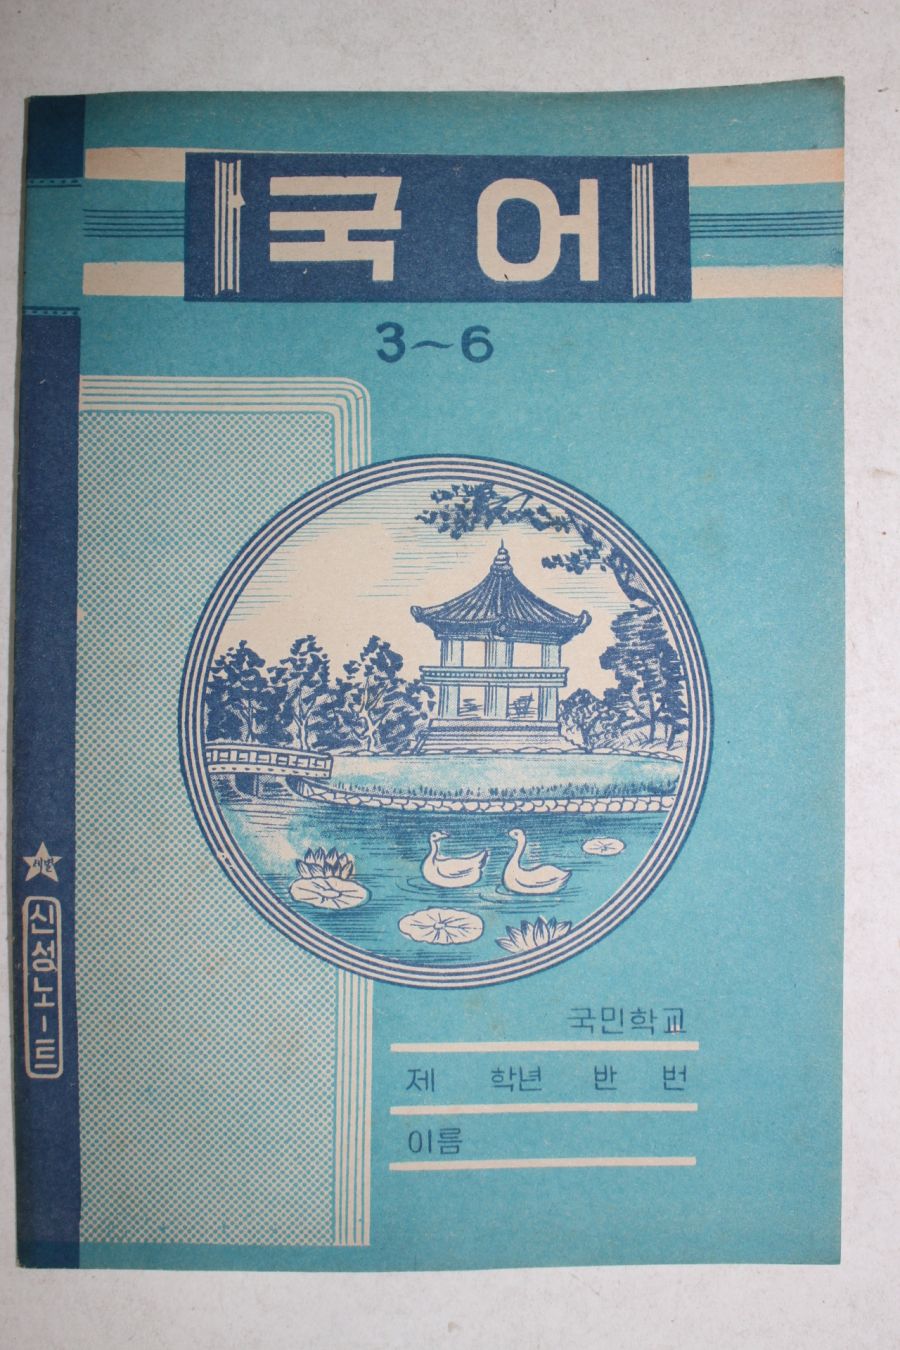 국어
3~6
새별
신성노―트
국민학교
제 학년 반 번
이름